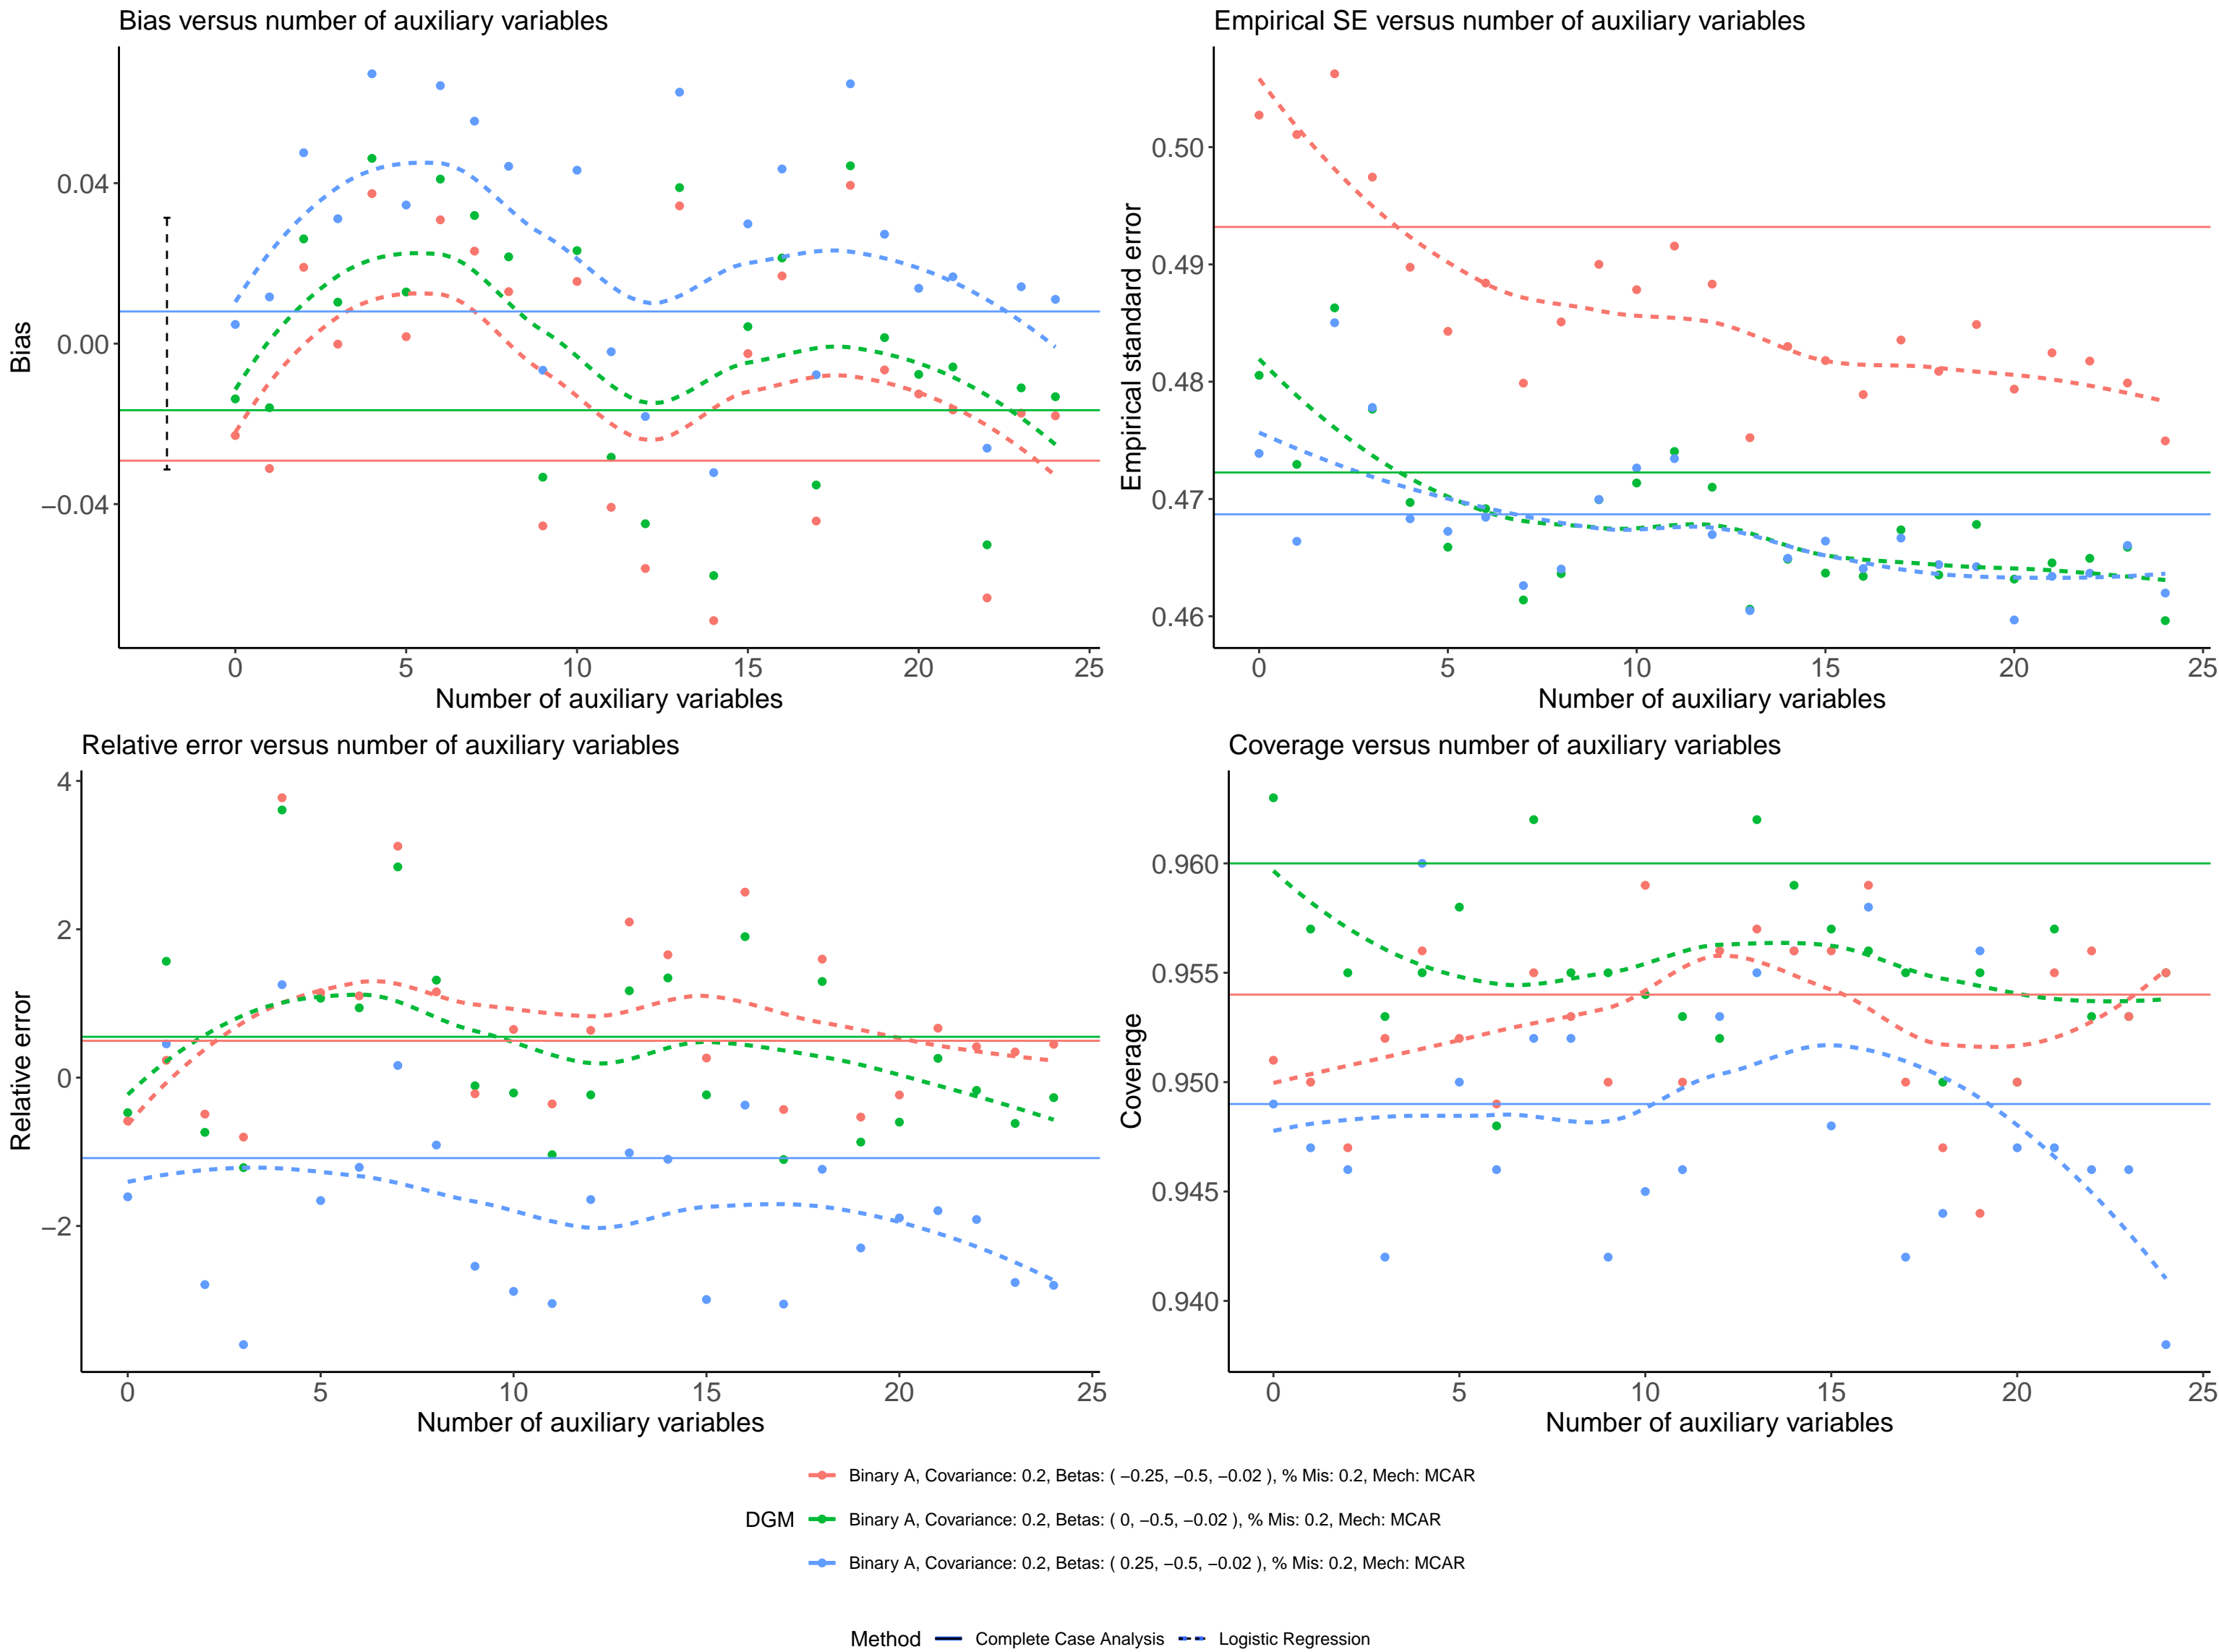 Bias versus number of auxiliary variables
Bias
0.04
0.00
−0.04
0 5 10 15 20 25
Number of auxiliary variables
Empirical SE versus number of auxiliary variables
Empirical standard error
0.50
0.49
0.48
0.47
0.46
0 5 10 15 20 25
Number of auxiliary variables
Relative error versus number of auxiliary variables
Relative error
4
2
0
−2
0 5 10 15 20 25
Number of auxiliary variables
Coverage versus number of auxiliary variables
Coverage
0.960
0.955
0.950
0.945
0.940
0 5 10 15 20 25
Number of auxiliary variables
DGM
Binary A, Covariance: 0.2, Betas: ( −0.25, −0.5, −0.02 ), % Mis: 0.2, Mech: MCAR
Binary A, Covariance: 0.2, Betas: ( 0, −0.5, −0.02 ), % Mis: 0.2, Mech: MCAR
Binary A, Covariance: 0.2, Betas: ( 0.25, −0.5, −0.02 ), % Mis: 0.2, Mech: MCAR
Method Complete Case Analysis Logistic Regression